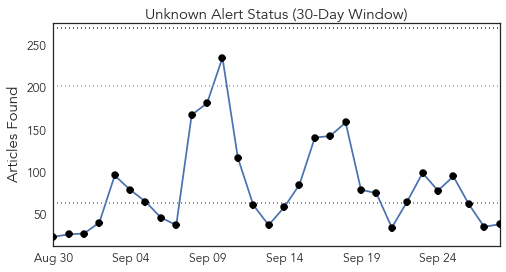 Unknown Alert Status (30-Day Window)
Articles Found
250
200
150
100
50
Aug 30
Sep 04
Sep 09
Sep 14
Sep 19
Sep 24